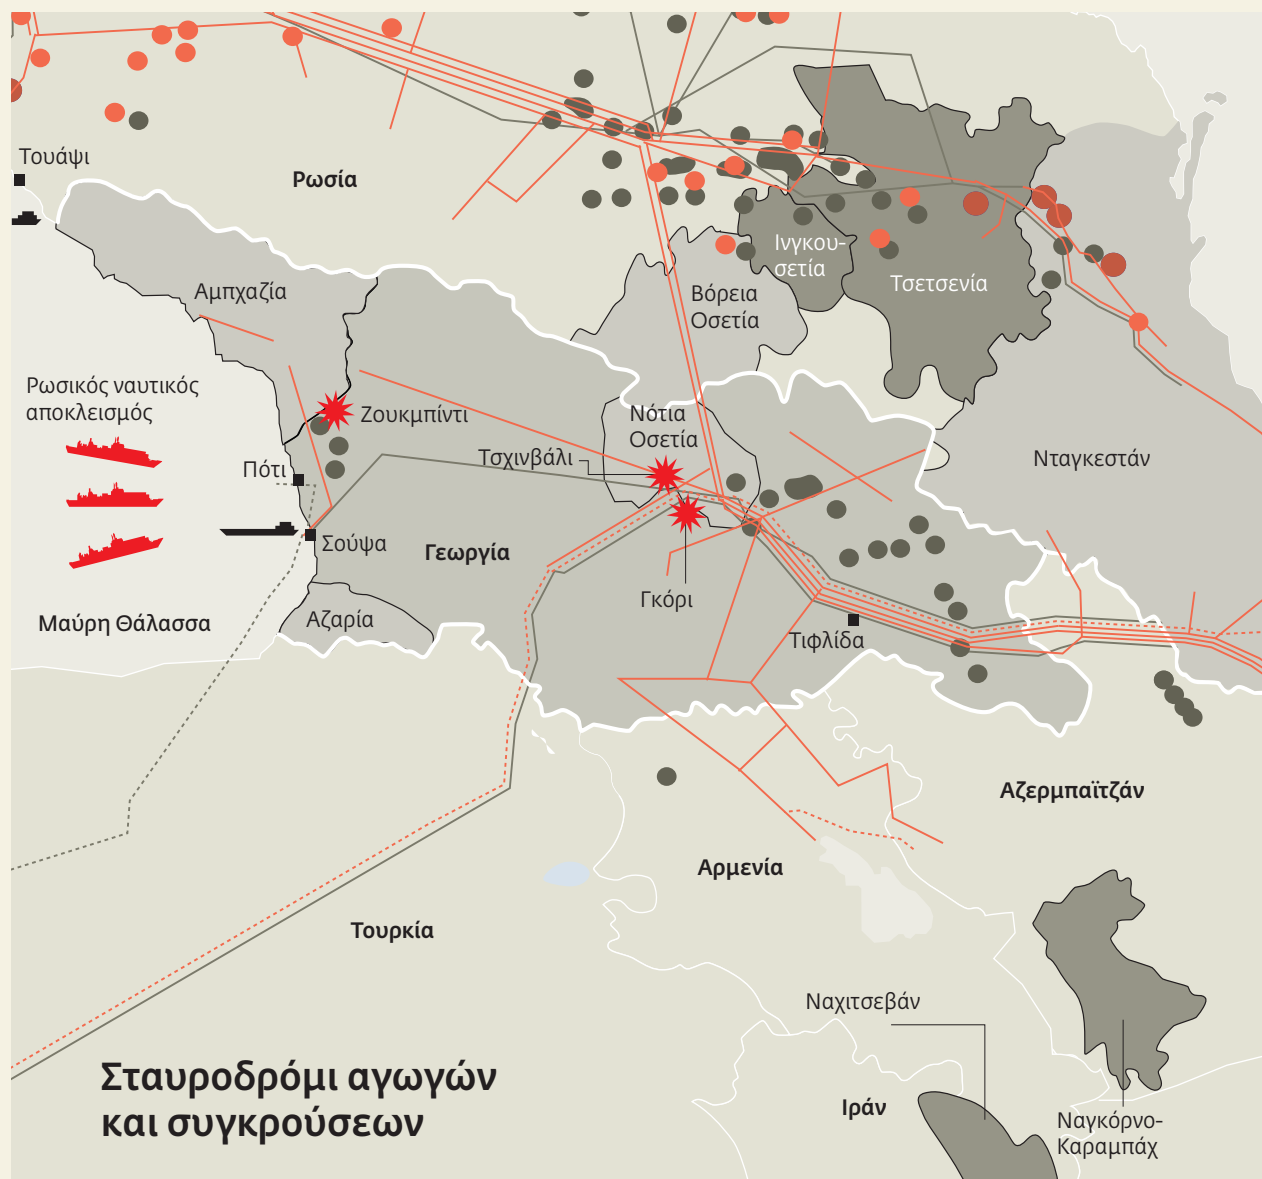 Τουάψι
Ρωσία
Ινγκου-
σετία
Τσετσενία
Αμπχαζία
Βόρεια
Οσετία
Ρωσικός ναυτικός
αποκλεισμός
Ζουκμπίντι
Νότια
Οσετία
Τσχινβάλι
Νταγκεστάν
Πότι
Σούψα
Γεωργία
Γκόρι
Αζαρία
Μαύρη Θάλασσα
Τιφλίδα
Αζερμπαϊτζάν
Αρμενία
Τουρκία
Ναχιτσεβάν
Σταυροδρόμι αγωγών
και συγκρούσεων
Ιράν
Ναγκόρνο-
Καραμπάχ